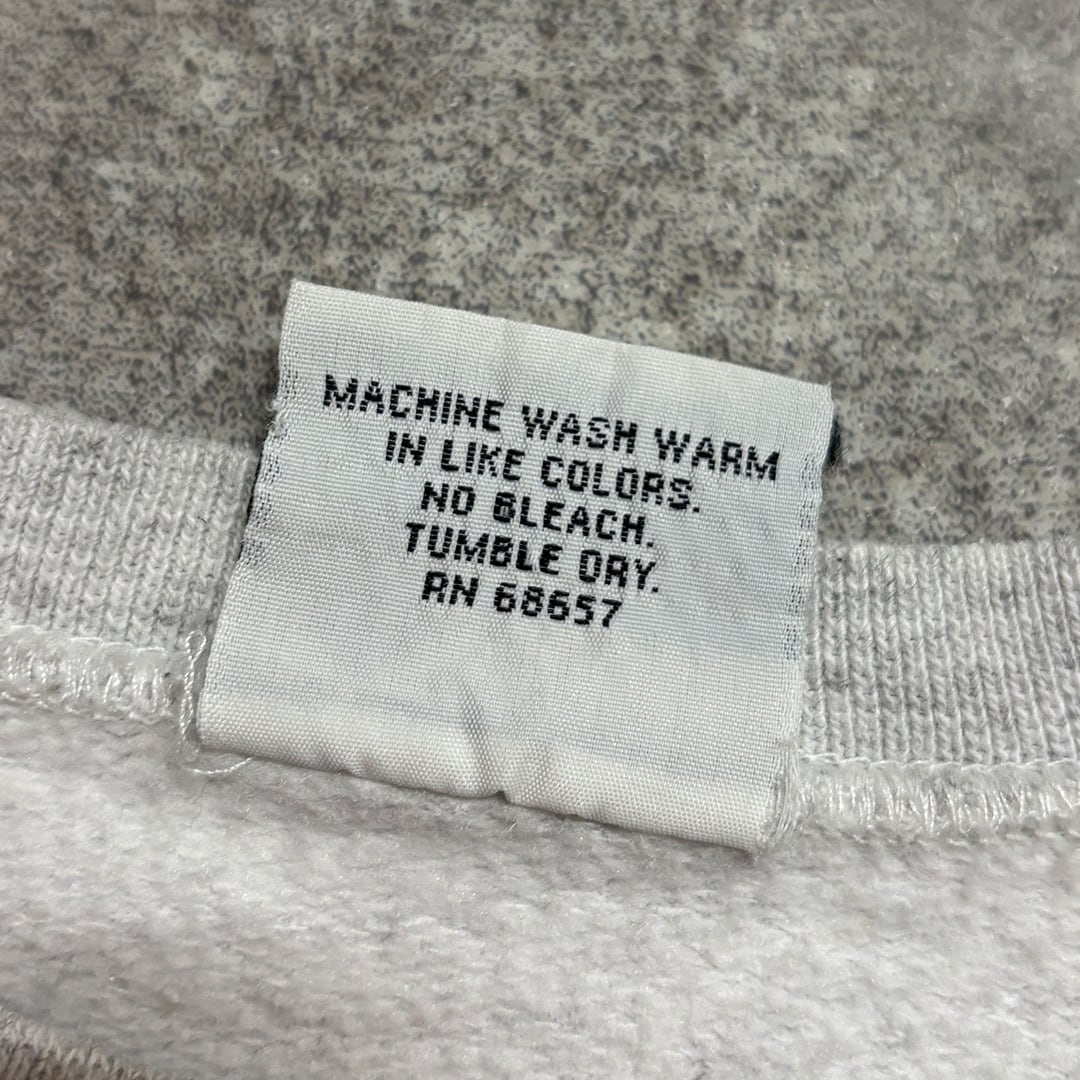 MACHINE WASH WARM
IN LIKE COLORS.
NO BLEACH.
TUMBLE DRY.
RN 68657